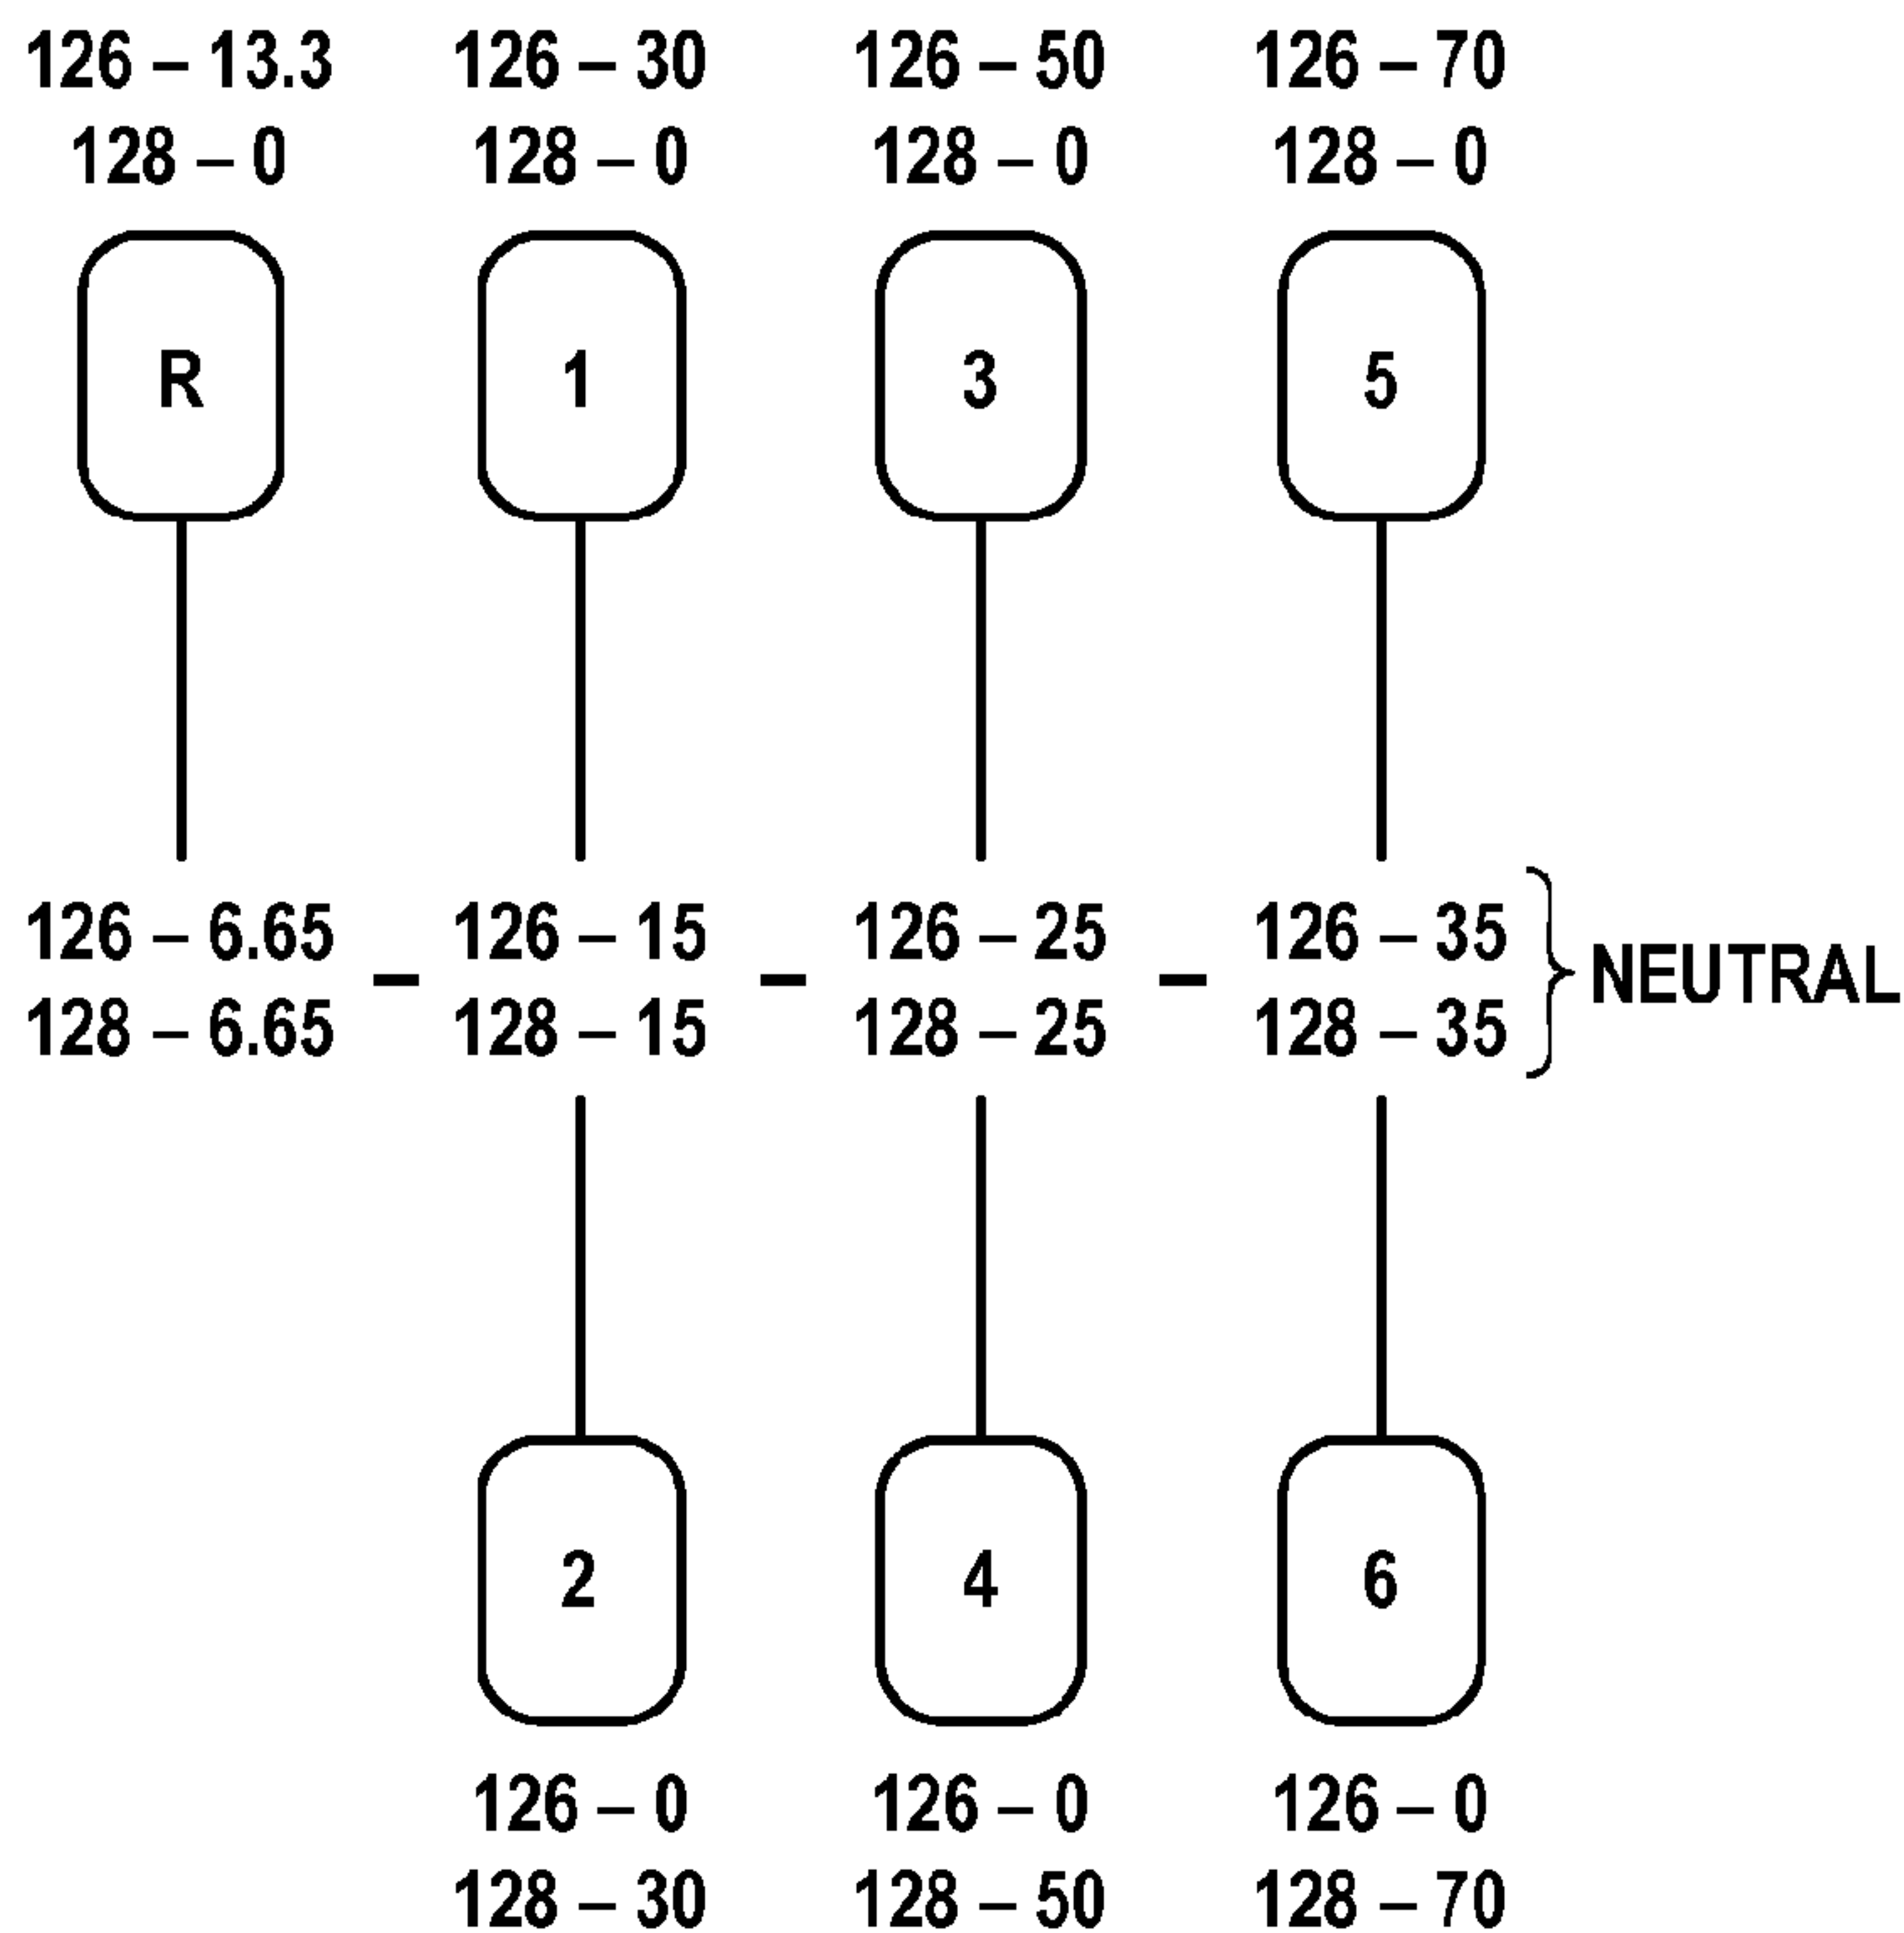 126 – 13.3 126 – 30 126 – 50 126 – 70
128 – 0 128 – 0 128 – 0 128 – 0
R 1 3 5
126 – 6.65 126 – 15 126 – 25 126 – 35
– – – NEUTRAL
128 – 6.65 128 – 15 128 – 25 128 – 35
2 4 6
126 – 0 126 – 0 126 – 0
128 – 30 128 – 50 128 – 70